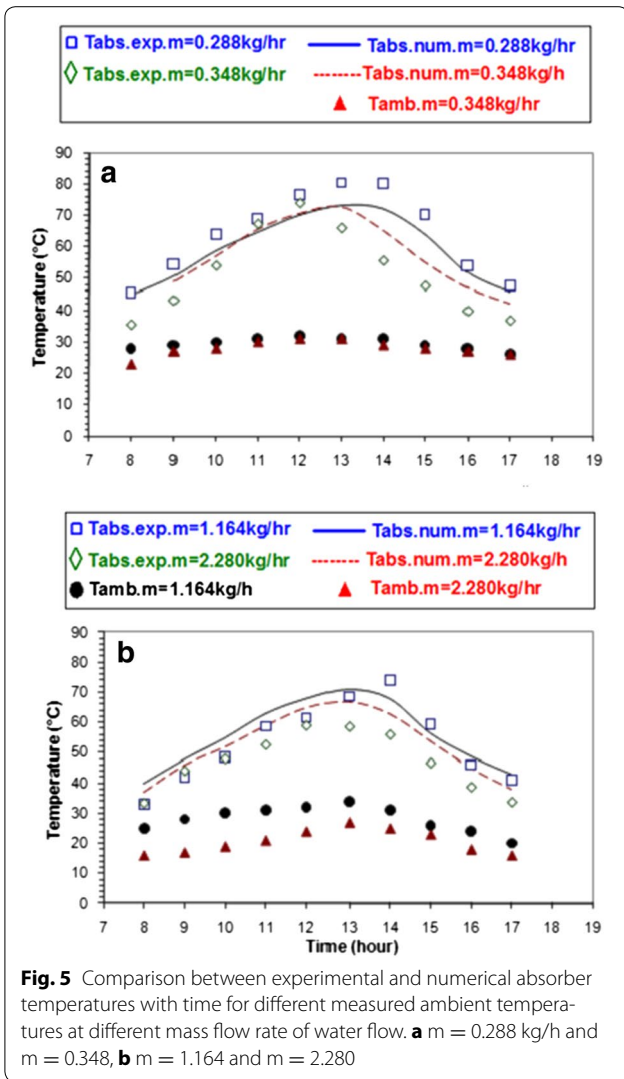 Tabs.exp.m=0.288kg/hr Tabs.num.m=0.288kg/hr
Tabs.exp.m=0.348kg/hr Tabs.num.m=0.348kg/h
Tamb.m=0.348kg/hr
a
Temperature (°C)
90
80
70
60
50
40
30
20
10
0
7 8 9 10 11 12 13 14 15 16 17 18 19
Tabs.exp.m=1.164kg/hr Tabs.num.m=1.164kg/hr
Tabs.exp.m=2.280kg/hr Tabs.num.m=2.280kg/h
Tamb.m=1.164kg/h Tamb.m=2.280kg/hr
b
Temperature (°C)
90
80
70
60
50
40
30
20
10
0
7 8 9 10 11 12 13 14 15 16 17 18 19
Time (hour)
Fig. 5 Comparison between experimental and numerical absorber
temperatures with time for different measured ambient tempera-
tures at different mass flow rate of water flow. a m = 0.288 kg/h and
m = 0.348, b m = 1.164 and m = 2.280